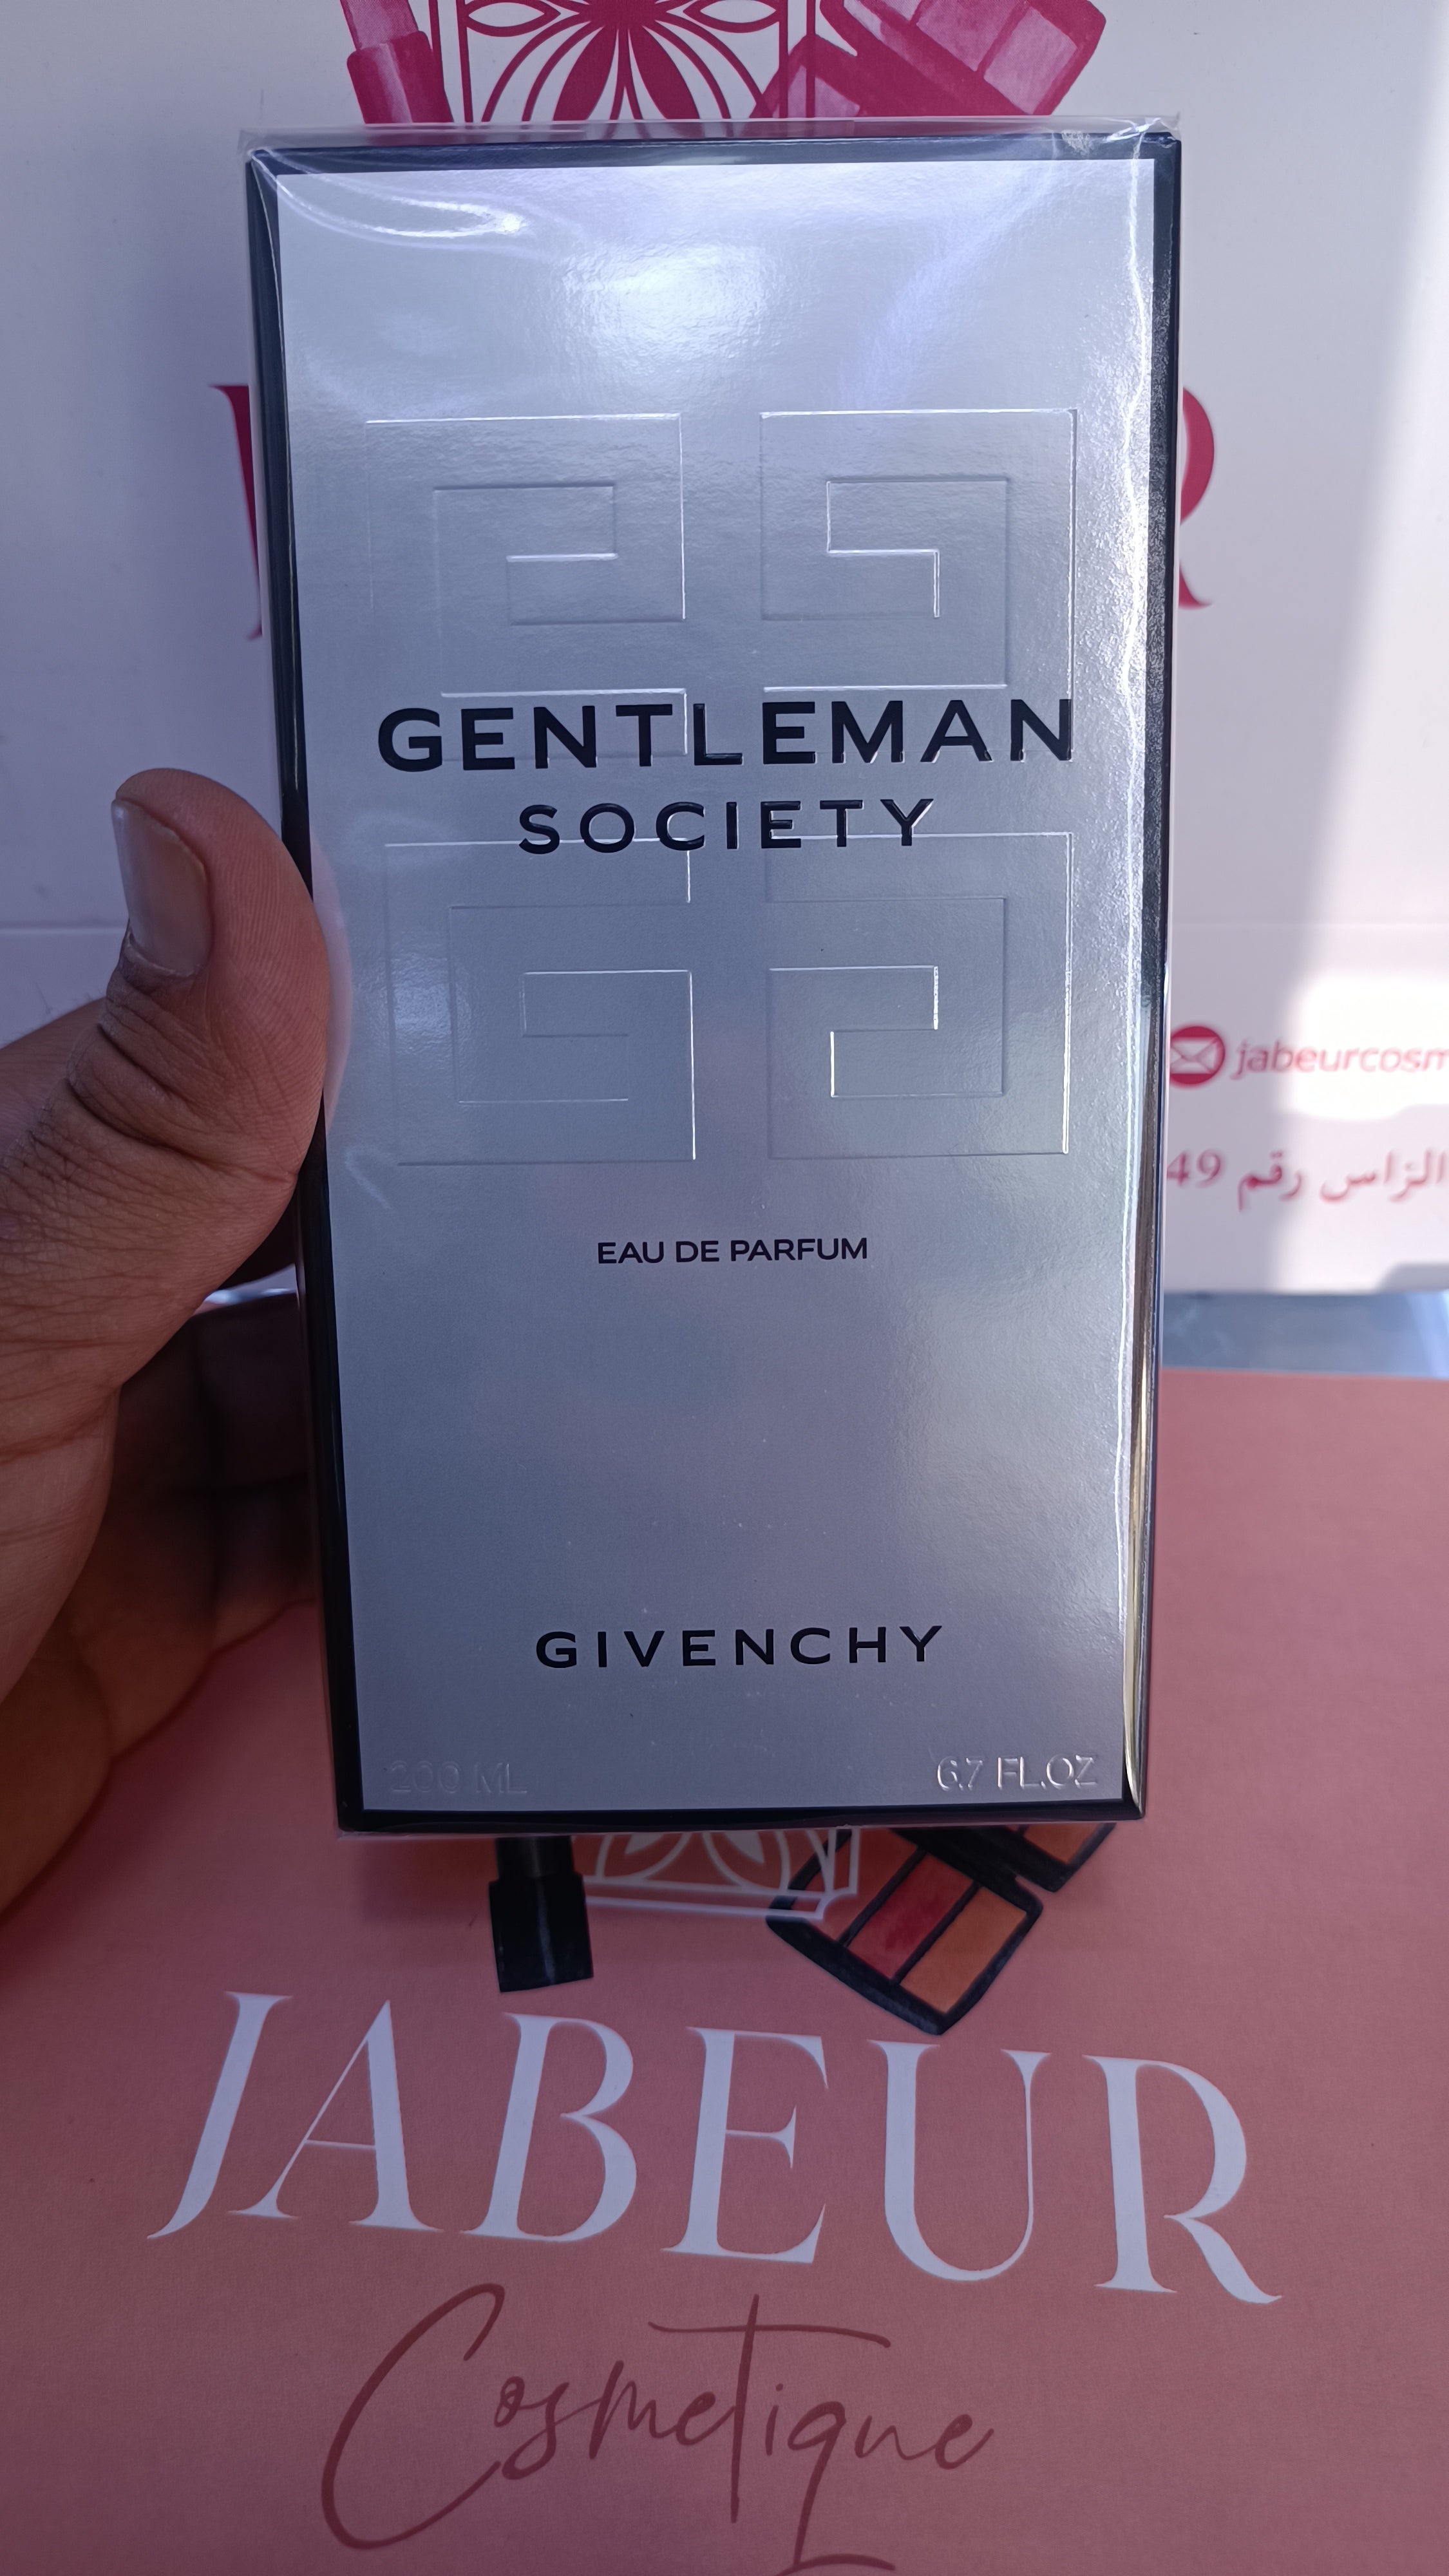 GENTLEMAN
SOCIETY
jabeurcosm
الزاس رقم 49
EAU DE PARFUM
GIVENCHY
200 ML
6.7 FL.OZ
JABEUR
Cosmetique